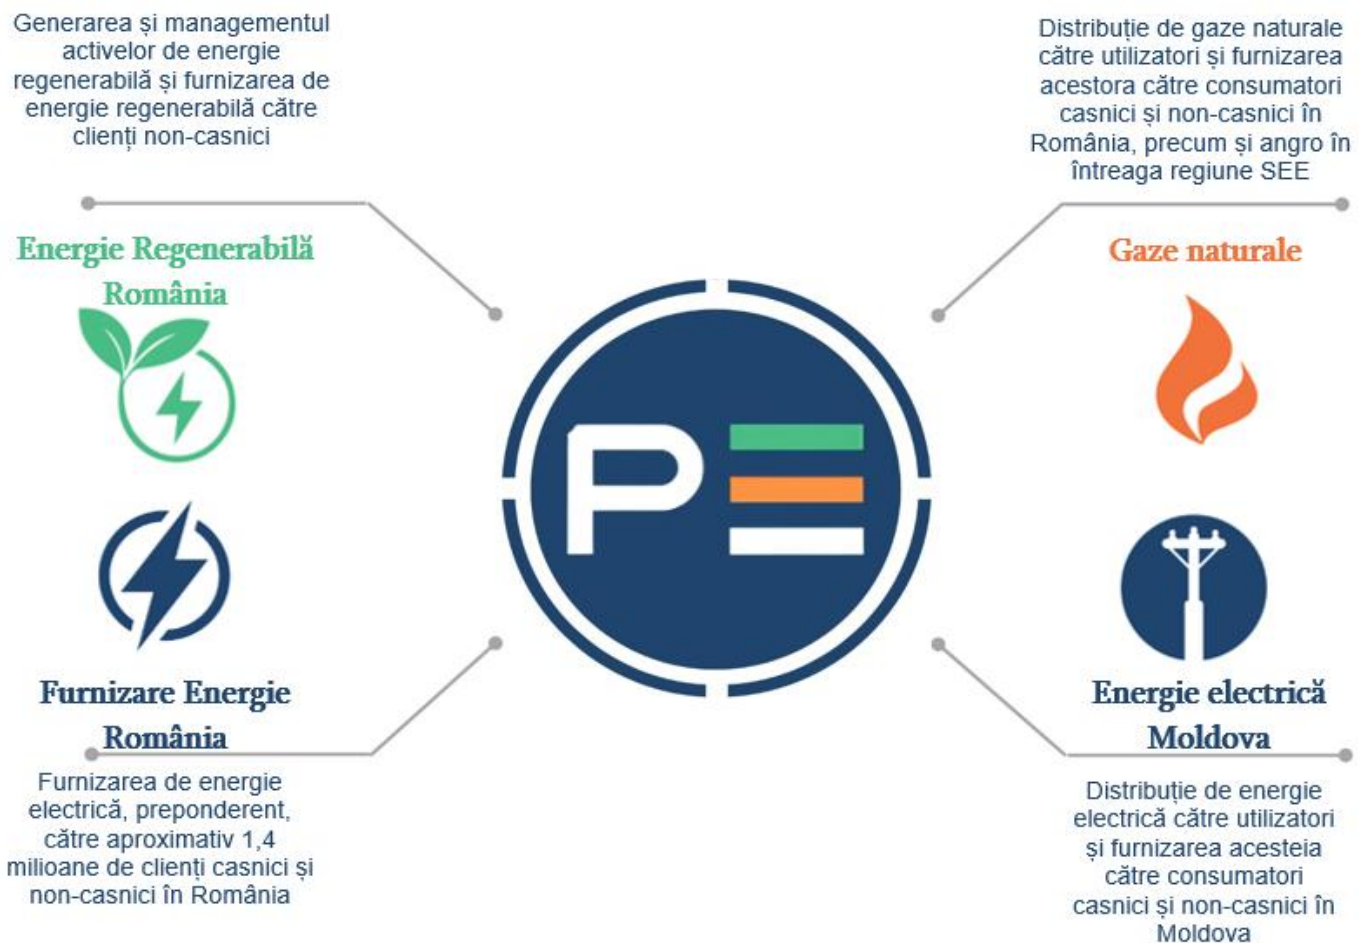 Generarea și managementul
activelor de energie
regenerabilă și furnizarea de
energie regenerabilă către
clienți non-casnici
Energie Regenerabilă
România
Distribuție de gaze naturale
către utilizatori și furnizarea
acestora către consumatori
casnici și non-casnici în
România, precum și angro în
întreaga regiune SEE
Gaze naturale
PE
Furnizare Energie
România
Furnizarea de energie
electrică, preponderent,
către aproximativ 1,4
milioane de clienți casnici și
non-casnici în România
Energie electrică
Moldova
Distribuție de energie
electrică către utilizatori
și furnizarea acesteia
către consumatori
casnici și non-casnici în
Moldova